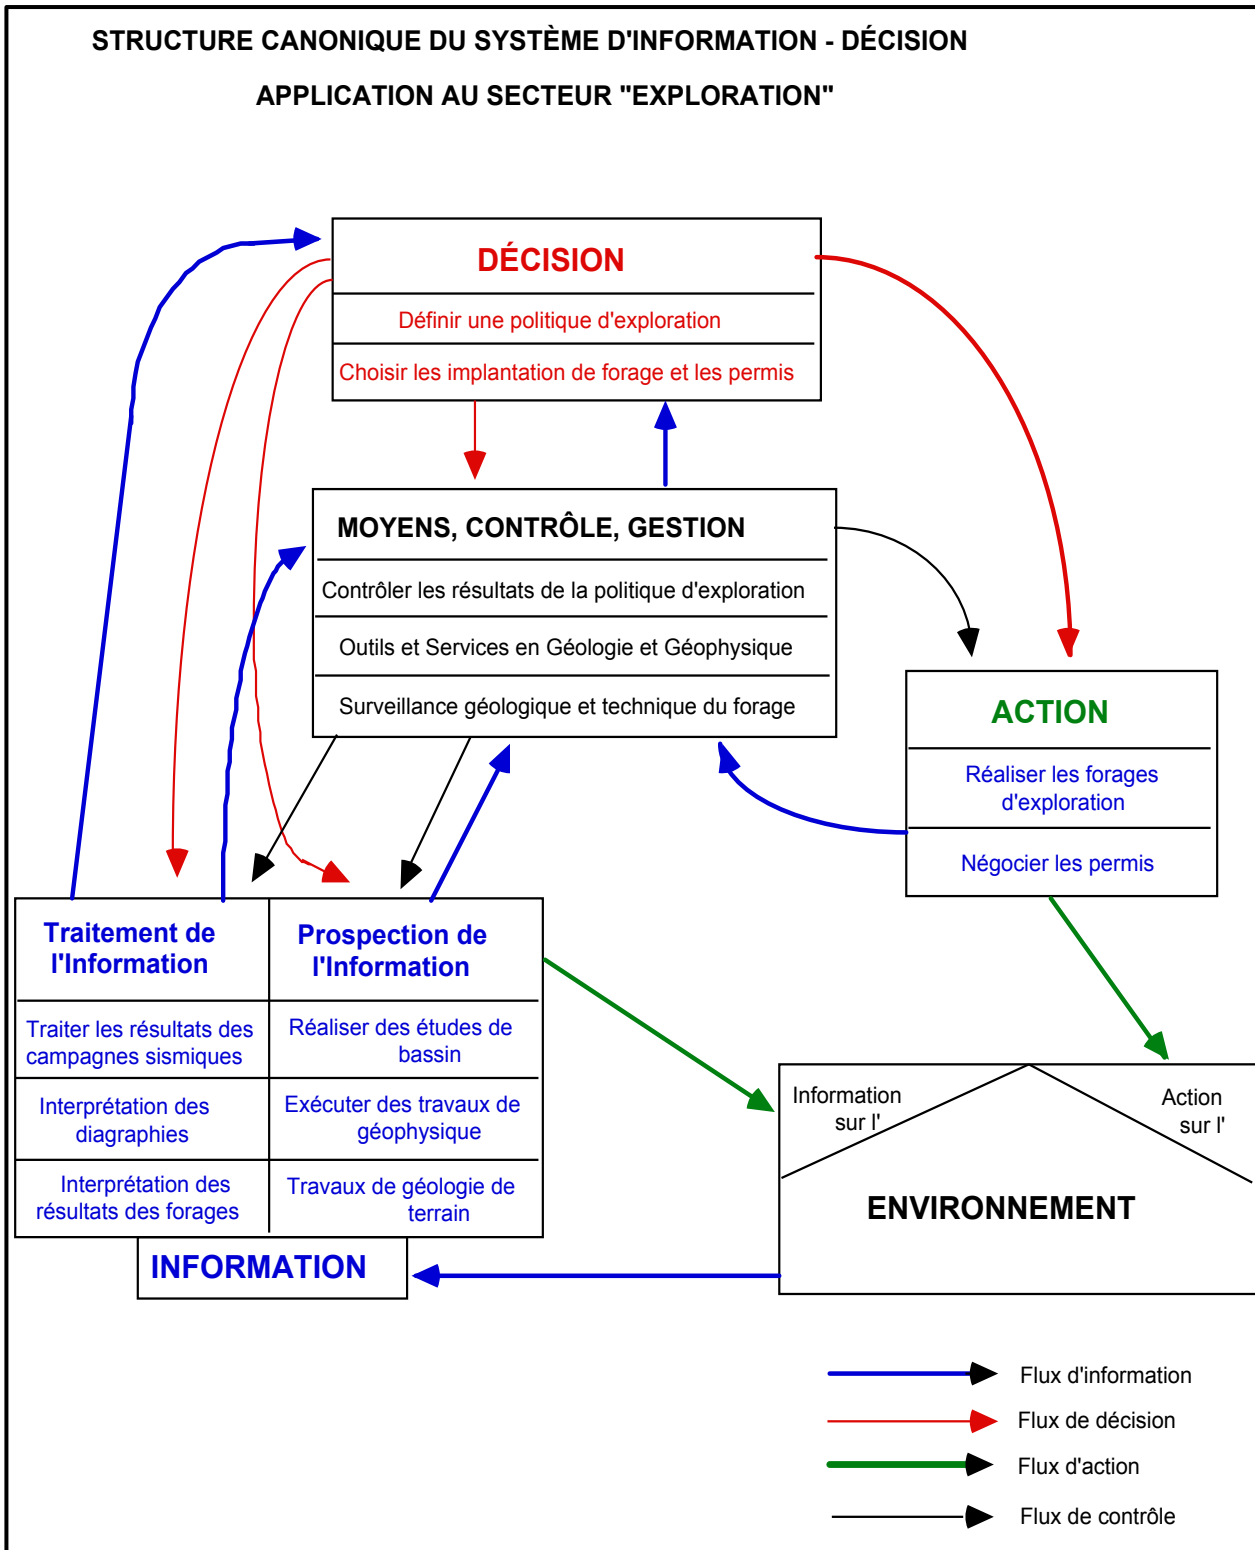 STRUCTURE CANONIQUE DU SYSTÈME D'INFORMATION - DÉCISION
APPLICATION AU SECTEUR "EXPLORATION"
DÉCISION
Définir une politique d'exploration
Choisir les implantation de forage et les permis
MOYENS, CONTRÔLE, GESTION
Contrôler les résultats de la politique d'exploration
Outils et Services en Géologie et Géophysique
Surveillance géologique et technique du forage
ACTION
Réaliser les forages
d'exploration
Négocier les permis
Traitement de
l'Information
Traiter les résultats des
campagnes sismiques
Interprétation des
diagraphies
Interprétation des
résultats des forages
Prospection de
l'Information
Réaliser des études de
bassin
Exécuter des travaux de
géophysique
Travaux de géologie de
terrain
INFORMATION
Information
sur l'
Action
sur l'
ENVIRONNEMENT
Flux d'information
Flux de décision
Flux d'action
Flux de contrôle